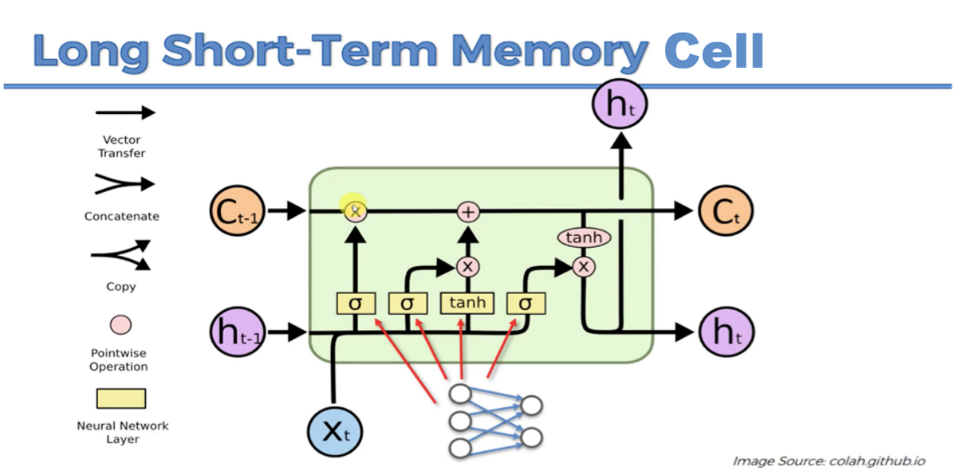 Long Short-Term Memory Cell
Vector
Transfer
Concatenate
Copy
Pointwise
Operation
Neural Network
Layer
hₜ
Cₜ₋₁
x
+
Cₜ
tanh
x
x
σ
σ
tanh
σ
hₜ₋₁
hₜ
Xₜ
Image Source: colah.github.io